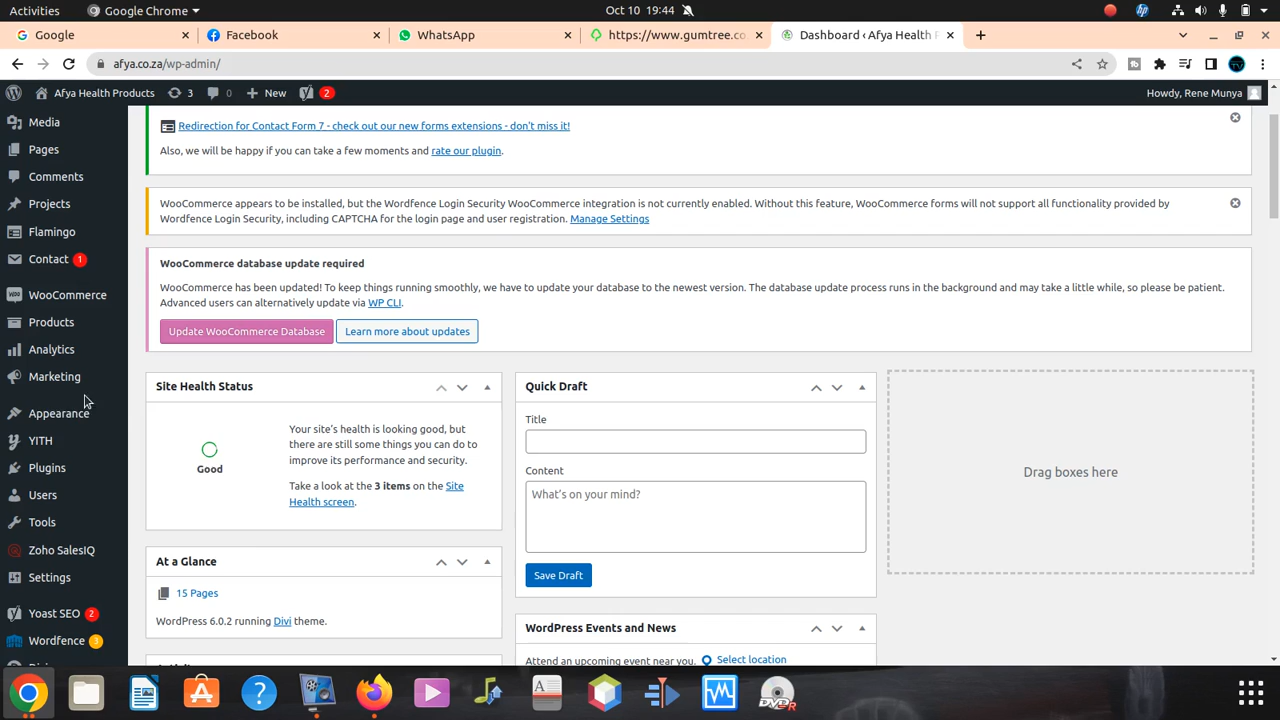 Activities
Google Chrome
Oct 10 19:44
Google
Facebook
WhatsApp
https://www.gumtree.co
Dashboard ‹ Afya Health P
afya.co.za/wp-admin/
Afya Health Products
3
0
New
2
Howdy, Rene Munya
Media
Pages
Comments
Projects
Flamingo
Contact 1
WooCommerce
Products
Analytics
Marketing
Appearance
YITH
Plugins
Users
Tools
Zoho SalesIQ
Settings
Yoast SEO 2
Wordfence 3
Redirection for Contact Form 7 - check out our new forms extensions - don't miss it!
Also, we will be happy if you can take a few moments and rate our plugin.
WooCommerce appears to be installed, but the Wordfence Login Security WooCommerce integration is not currently enabled. Without this feature, WooCommerce forms will not support all functionality provided by
Wordfence Login Security, including CAPTCHA for the login page and user registration. Manage Settings
WooCommerce database update required
WooCommerce has been updated! To keep things running smoothly, we have to update your database to the newest version. The database update process runs in the background and may take a little while, so please be patient.
Advanced users can alternatively update via WP CLI.
Update WooCommerce Database
Learn more about updates
Site Health Status
Good
Your site's health is looking good, but
there are still some things you can do to
improve its performance and security.
Take a look at the 3 items on the Site
Health screen.
At a Glance
15 Pages
WordPress 6.0.2 running Divi theme.
Quick Draft
Title
Content
What's on your mind?
Save Draft
WordPress Events and News
Attend an upcoming event near you.
Select location
Drag boxes here